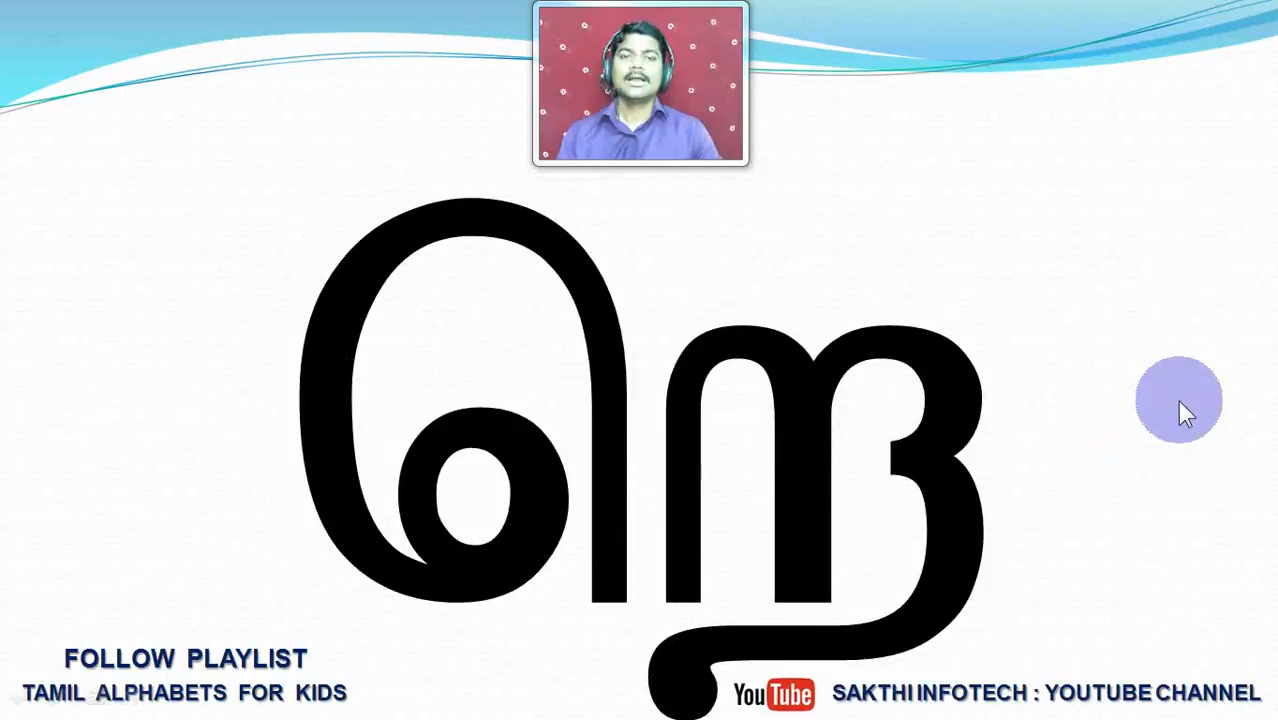 றெ
FOLLOW PLAYLIST
TAMIL ALPHABETS FOR KIDS
YouTube SAKTHI INFOTECH : YOUTUBE CHANNEL